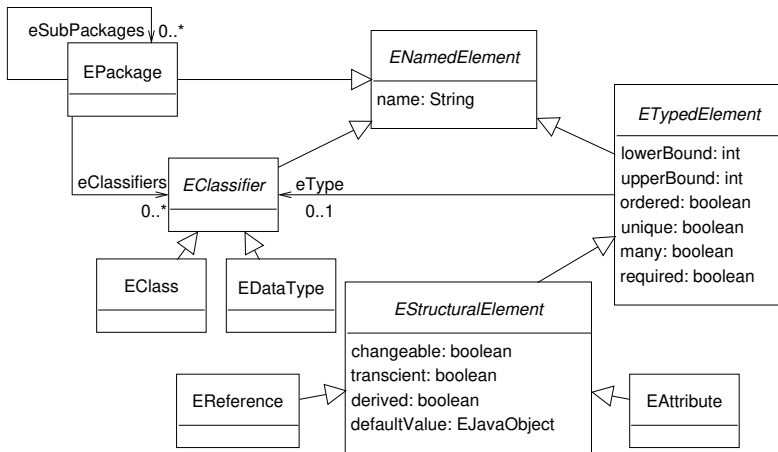 eSubPackages 0..*
EPackage
ENamedElement
name: String
ETypedElement
lowerBound: int
upperBound: int
ordered: boolean
unique: boolean
many: boolean
required: boolean
eClassifiers
0..*
EClassifier
eType
0..1
EClass
EDataType
EStructuralElement
changeable: boolean
transcient: boolean
derived: boolean
defaultValue: EJavaObject
EReference
EAttribute